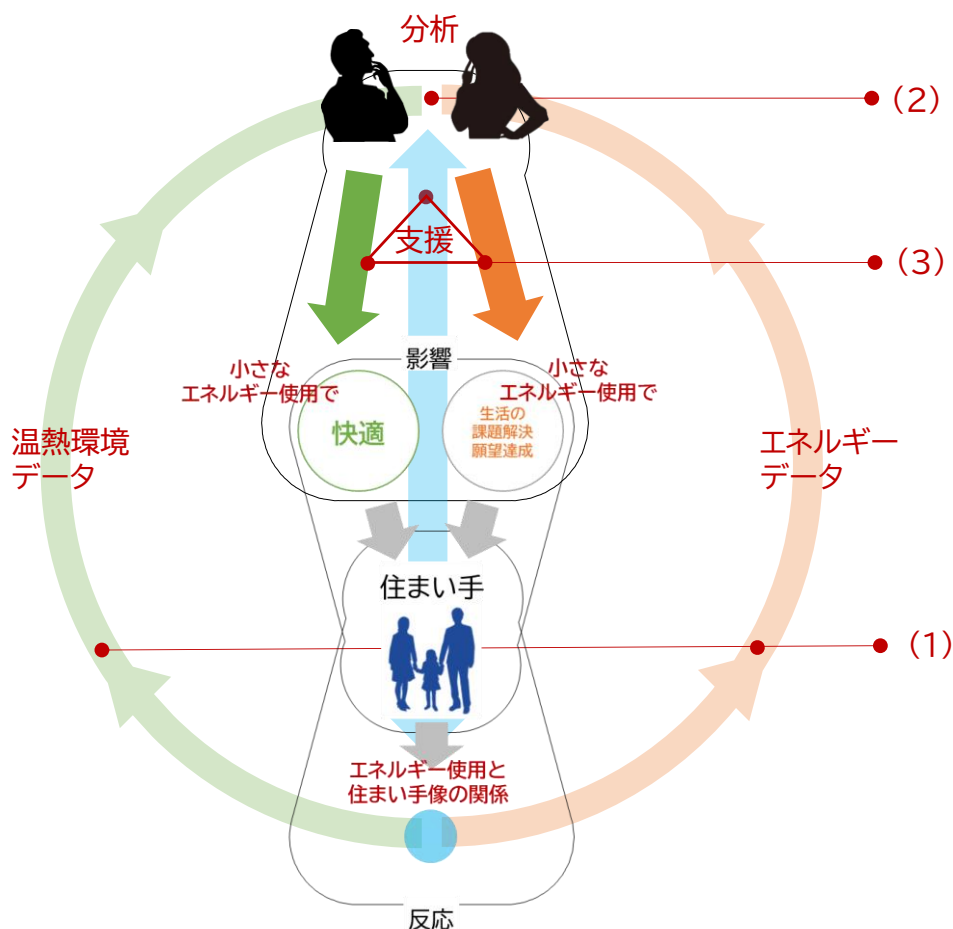 分析
(2)
支援
(3)
影響
小さな
エネルギー使用で
小さな
エネルギー使用で
快適
生活の
課題解決
願望達成
温熱環境
データ
エネルギー
データ
住まい手
(1)
エネルギー使用と
住まい手像の関係
反応